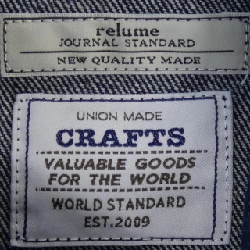 relume
JOURNAL STANDARD
NEW QUALITY MADE
UNION MADE
CRAFTS
VALUABLE GOODS
FOR THE WORLD
WORLD STANDARD
EST.2009